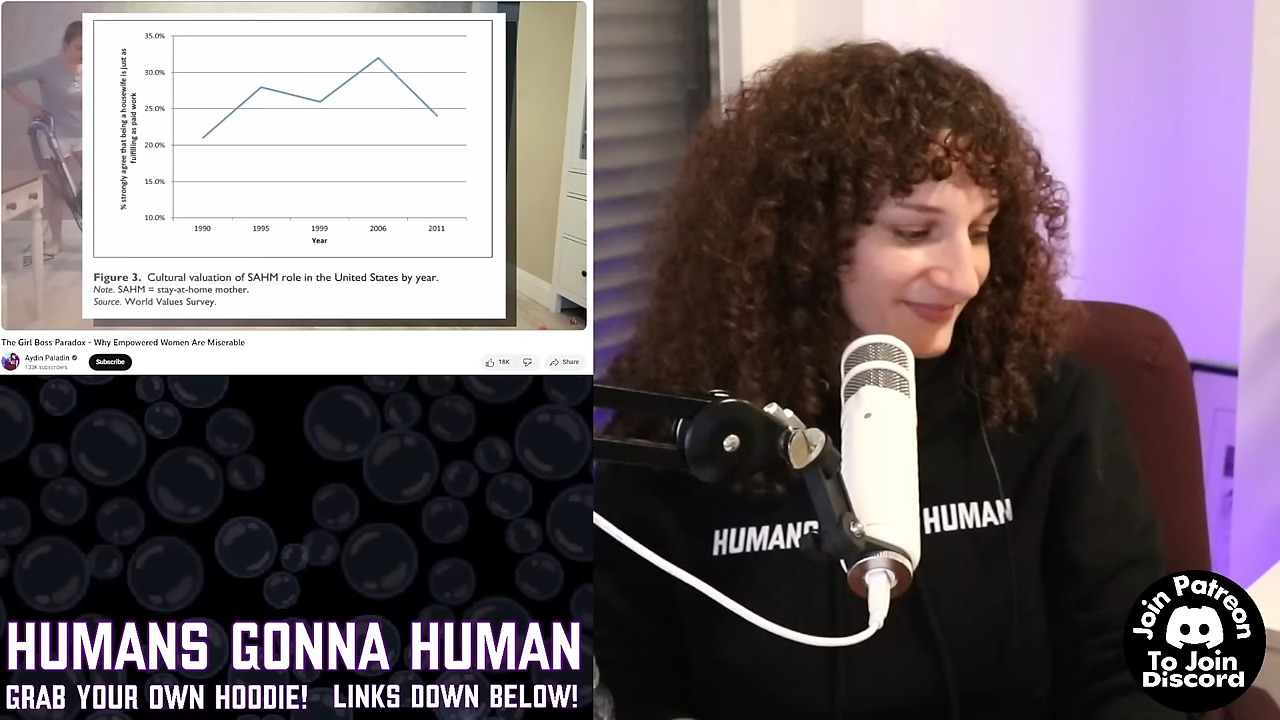 35.0%
30.0%
25.0%
20.0%
15.0%
10.0%
% strongly agree that being a housewife is just as
fulfilling as paid work
1990 1995 1999 2006 2011
Year
Figure 3. Cultural valuation of SAHM role in the United States by year.
Note. SAHM = stay-at-home mother.
Source. World Values Survey.
The Girl Boss Paradox - Why Empowered Women Are Miserable
Aydin Paladin
133K subscribers
Subscribe
18K
Share
HUMANS GONNA HUMAN
GRAB YOUR OWN HOODIE! LINKS DOWN BELOW!
HUMANS HUMAN
Join Patreon
To Join
Discord